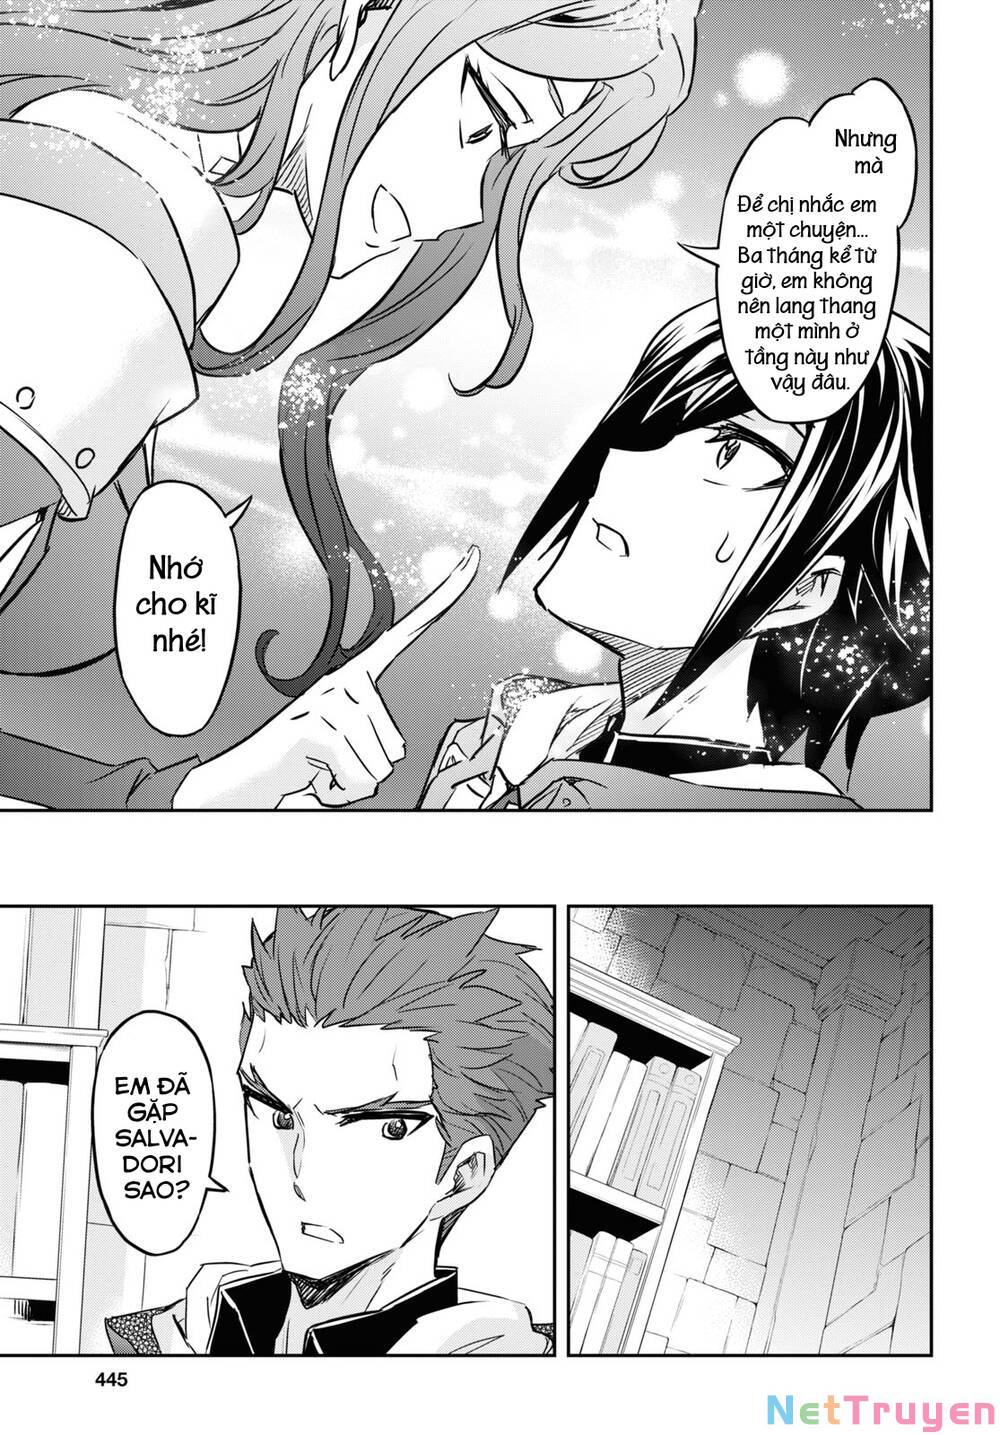 Nhưng
mà
Để chị nhắc em
một chuyện...
Ba tháng kể từ
giờ, em không
nên lang thang
một mình ở
tầng này như
vậy đâu.
Nhớ
cho kĩ
nhé!
EM ĐÃ
GẶP
SALVA-
DORI
SAO?
445
NetTruyen